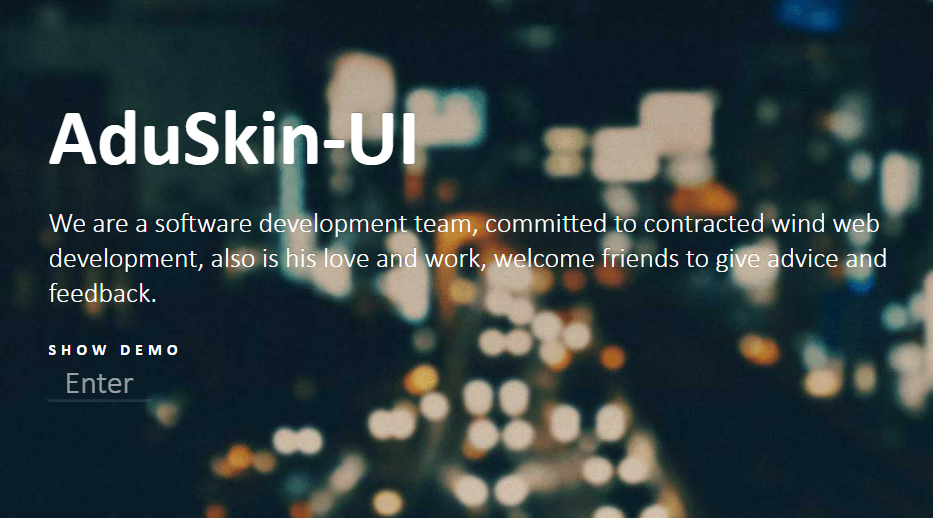 AduSkin-UI
We are a software development team, committed to contracted wind web
development, also is his love and work, welcome friends to give advice and
feedback.
SHOW DEMO
Enter